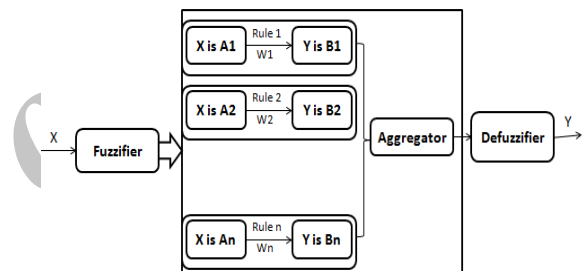 X
Fuzzifier
Rule 1
X is A1
W1
Y is B1
Rule 2
X is A2
W2
Y is B2
Rule n
X is An
Wn
Y is Bn
Aggregator
Defuzzifier
Y